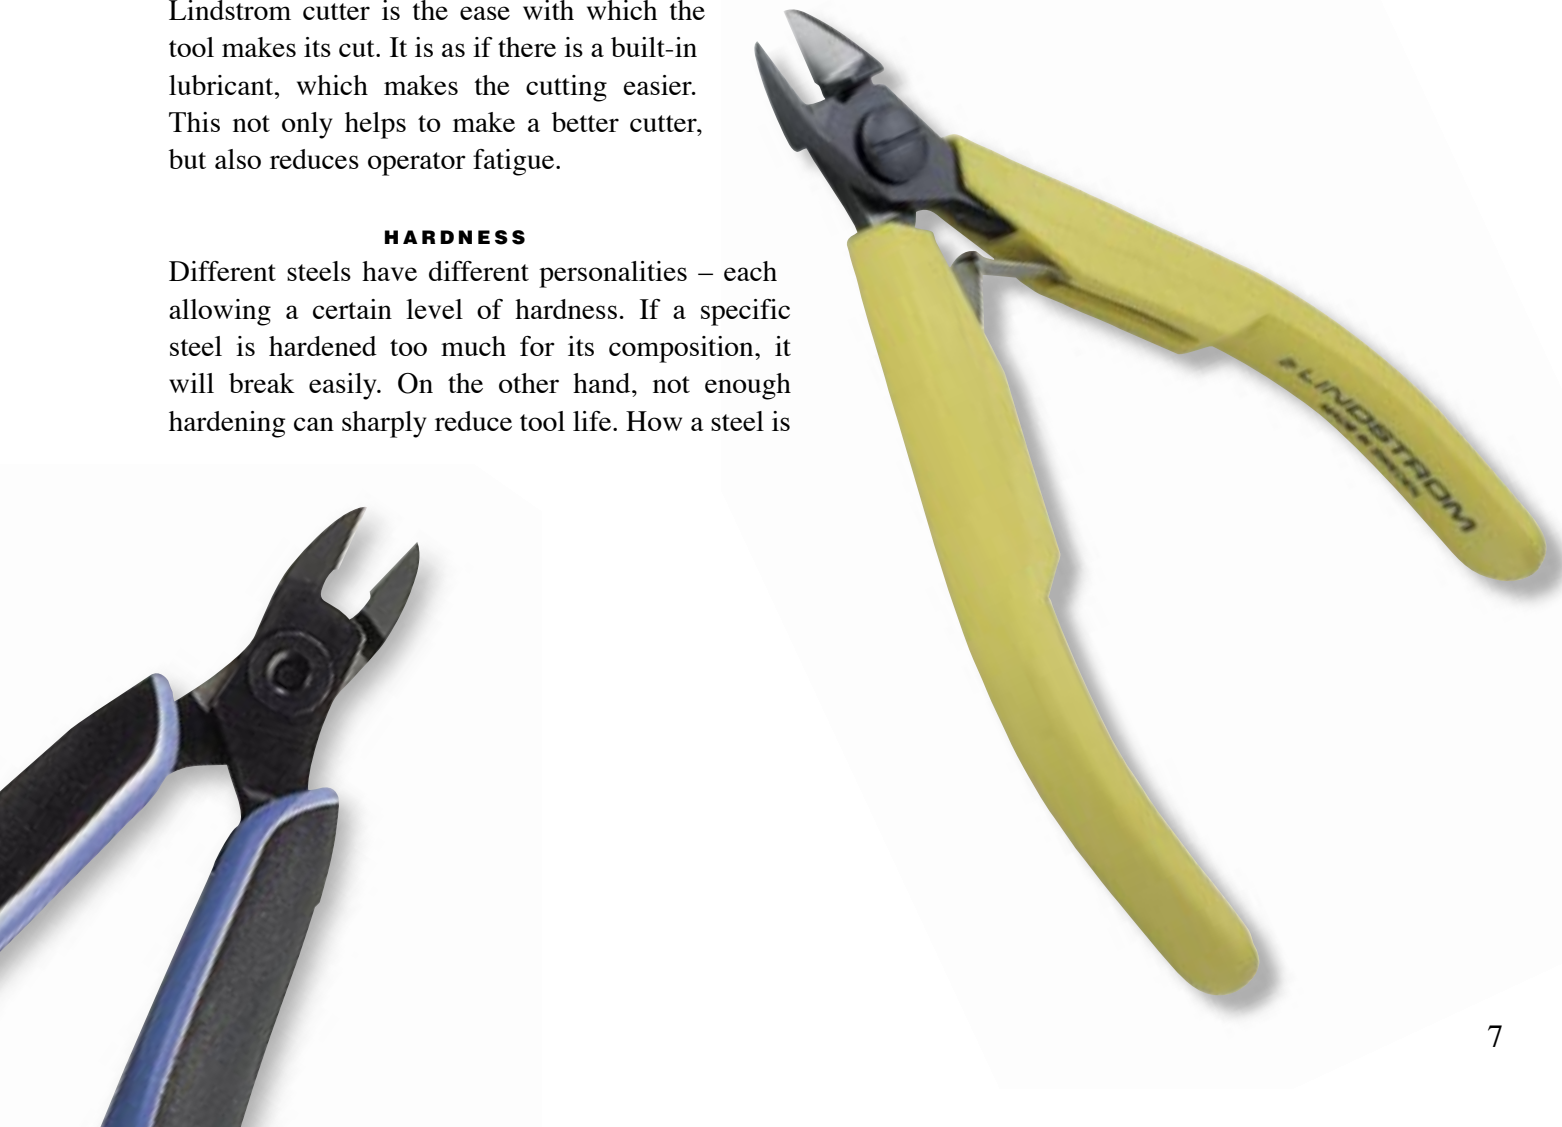 Lindstrom cutter is the ease with which the
tool makes its cut. It is as if there is a built-in
lubricant, which makes the cutting easier.
This not only helps to make a better cutter,
but also reduces operator fatigue.
HARDNESS
Different steels have different personalities – each
allowing a certain level of hardness. If a specific
steel is hardened too much for its composition, it
will break easily. On the other hand, not enough
hardening can sharply reduce tool life. How a steel is
LINDSTROM
MADE IN SWEDEN
7